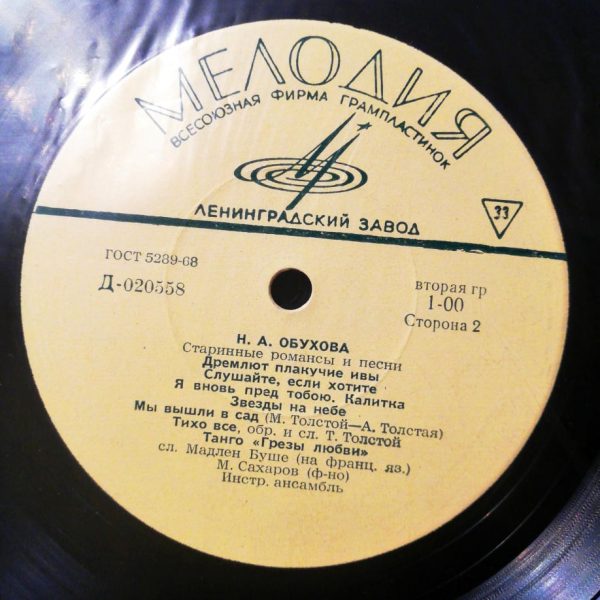 МЕЛОДИЯ
ВСЕСОЮЗНАЯ ФИРМА ГРАМПЛАСТИНОК
ЛЕНИНГРАДСКИЙ ЗАВОД
33
ГОСТ 5289-68
Д-020558
вторая гр
1-00
Сторона 2
Н. А. ОБУХОВА
Старинные романсы и песни
Дремлют плакучие ивы
Слушайте, если хотите
Я вновь пред тобою. Калитка
Звезды на небе
Мы вышли в сад (М. Толстой—А. Толстая)
Тихо все, обр. и сл. Т. Толстой
Танго «Грезы любви»
сл. Мадлен Буше (на франц. яз.)
М. Сахаров (ф-но)
Инстр. ансамбль